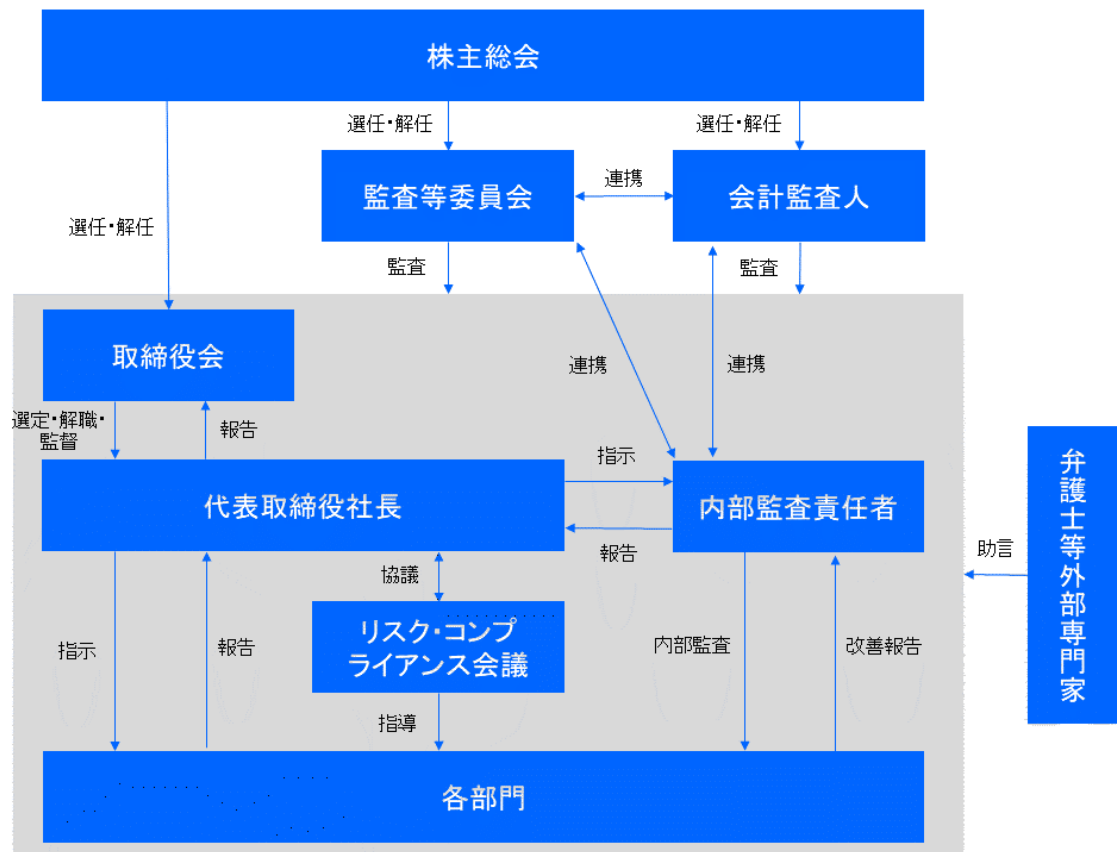 株主総会
選任・解任
選任・解任
選任・解任
監査等委員会
連携
会計監査人
監査
監査
取締役会
連携
連携
選定・解職・
監督
報告
代表取締役社長
指示
報告
内部監査責任者
助言
弁護士等外部専門家
協議
リスク・コンプ
ライアンス会議
指示
報告
内部監査
改善報告
指導
各部門